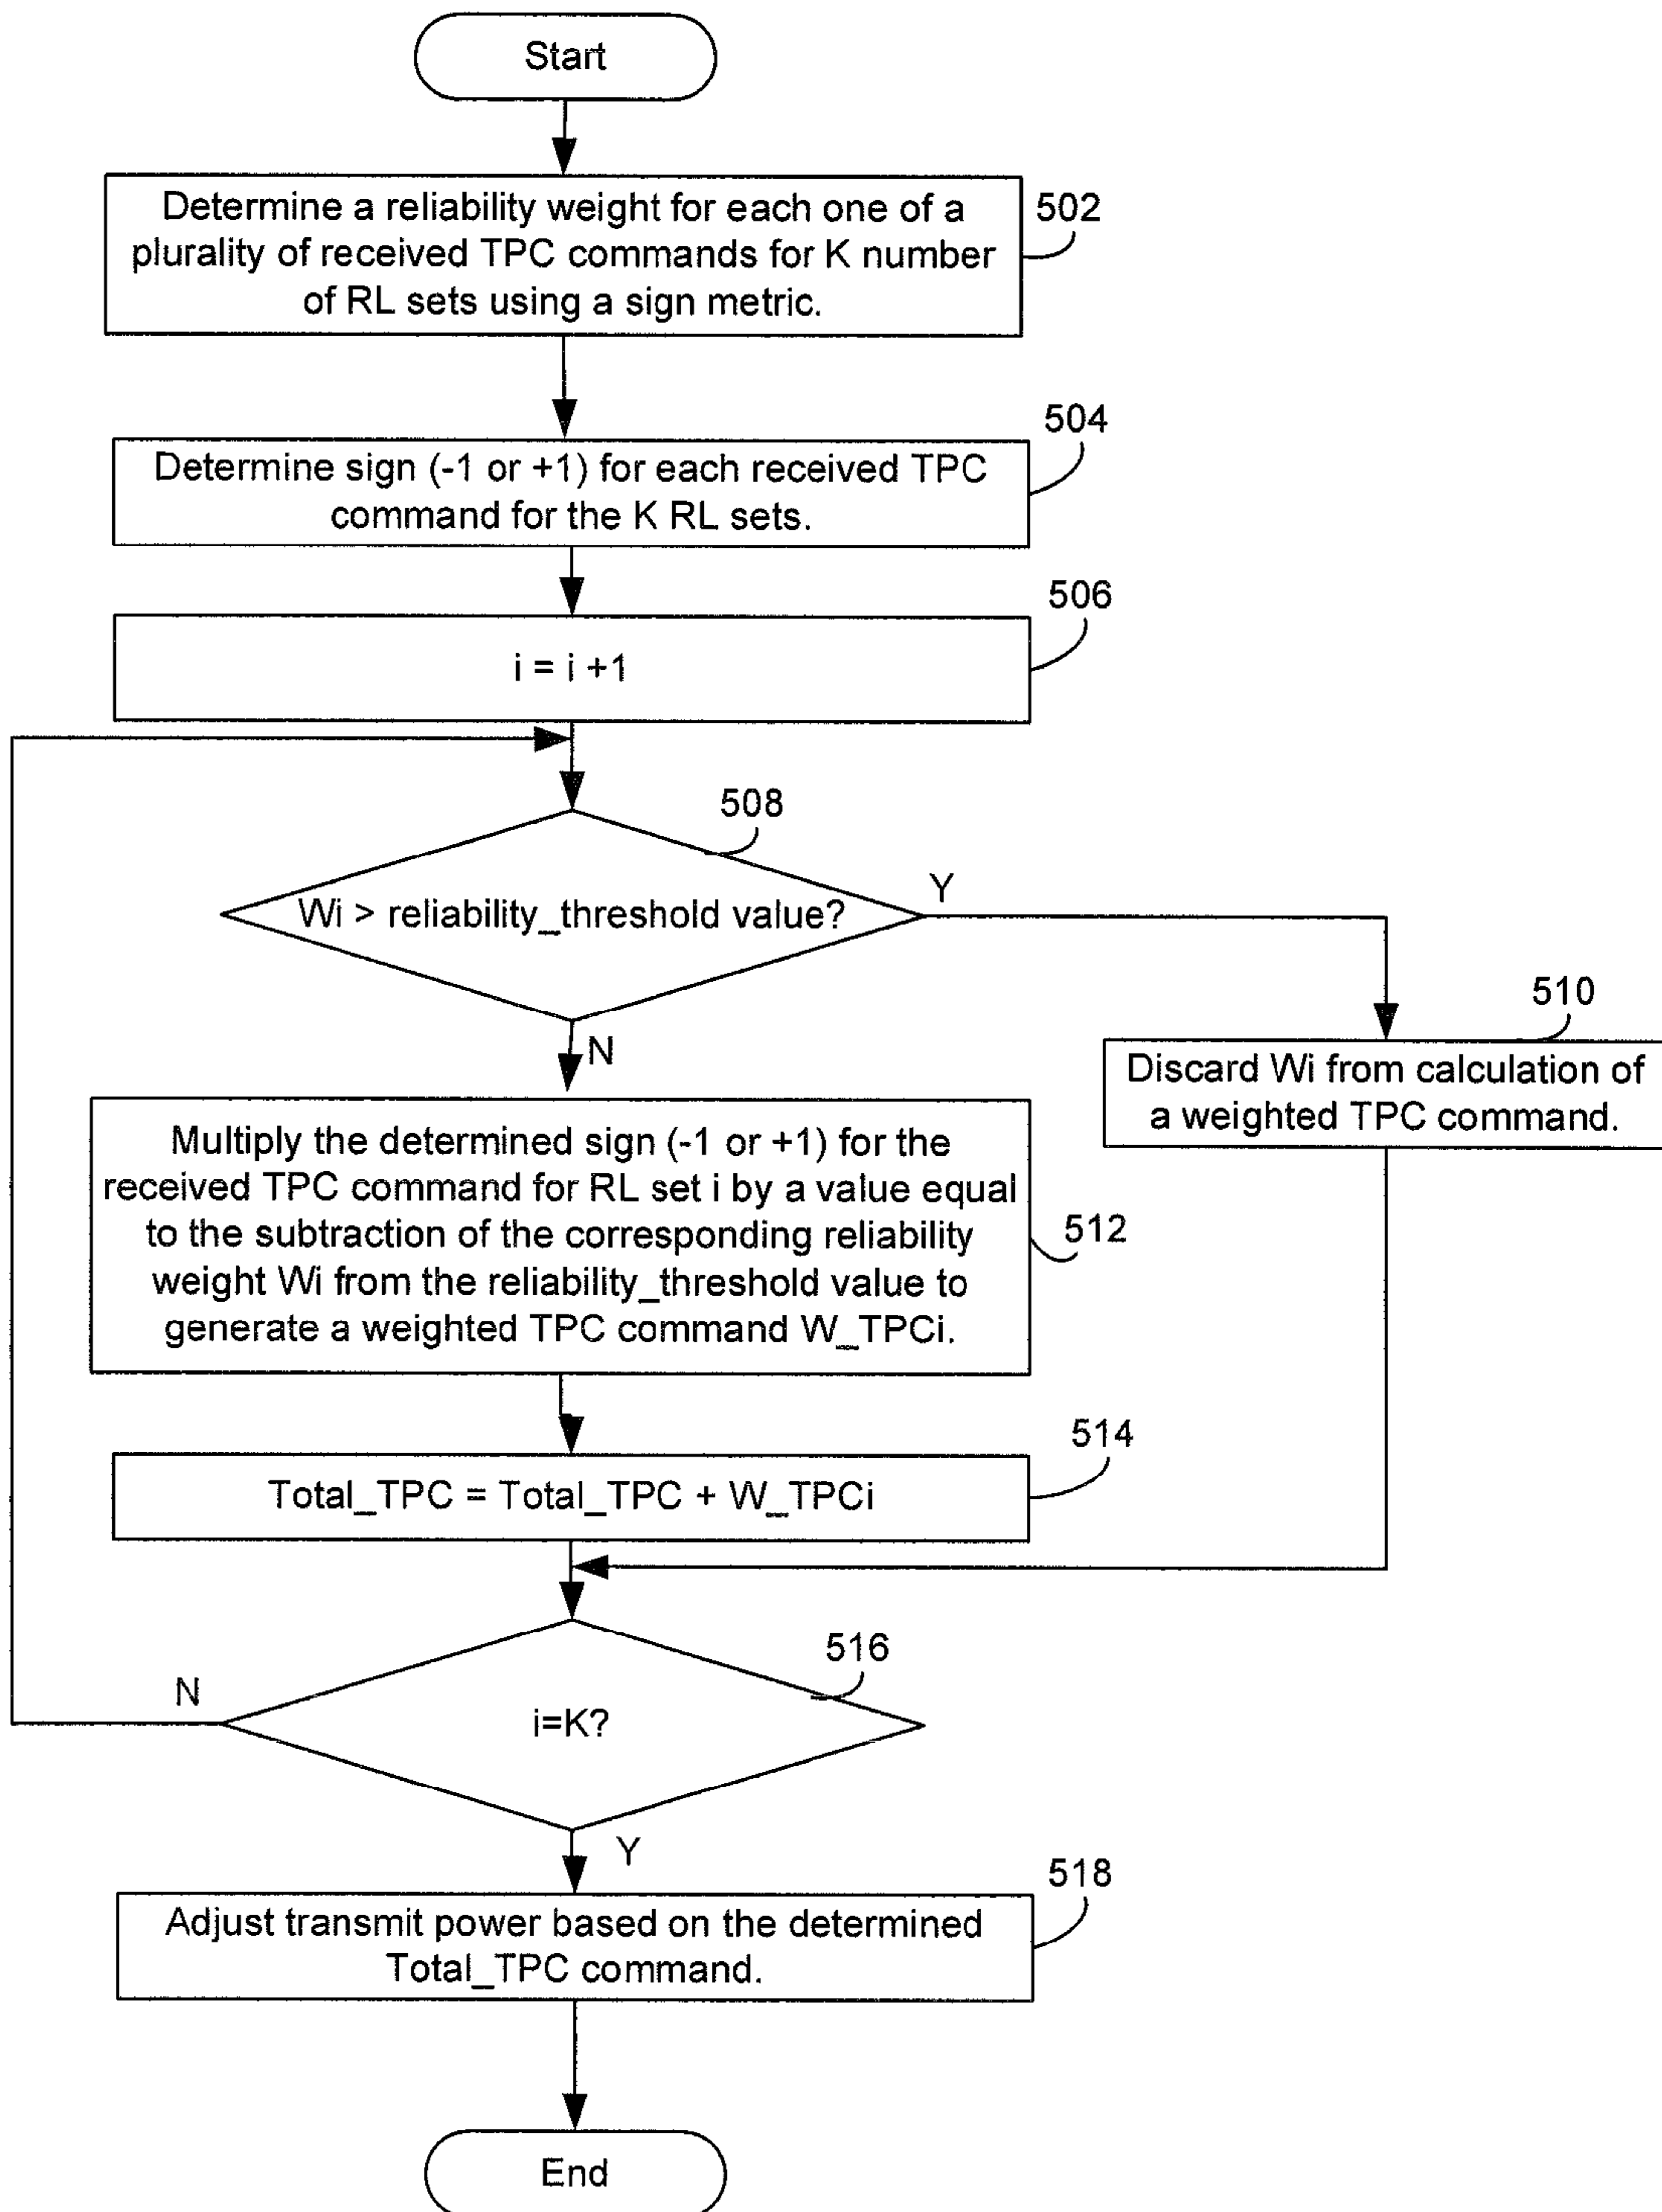 Start
Determine a reliability weight for each one of a
plurality of received TPC commands for K number
of RL sets using a sign metric.
502
504
Determine sign (-1 or +1) for each received TPC
command for the K RL sets.
506
i = i +1
508
Wi > reliability_threshold value?
Y
N
510
Discard Wi from calculation of
a weighted TPC command.
Multiply the determined sign (-1 or +1) for the
received TPC command for RL set i by a value equal
to the subtraction of the corresponding reliability
weight Wi from the reliability_threshold value to
generate a weighted TPC command W_TPCi.
512
514
Total_TPC = Total_TPC + W_TPCi
516
N
i=K?
Y
518
Adjust transmit power based on the determined
Total_TPC command.
End